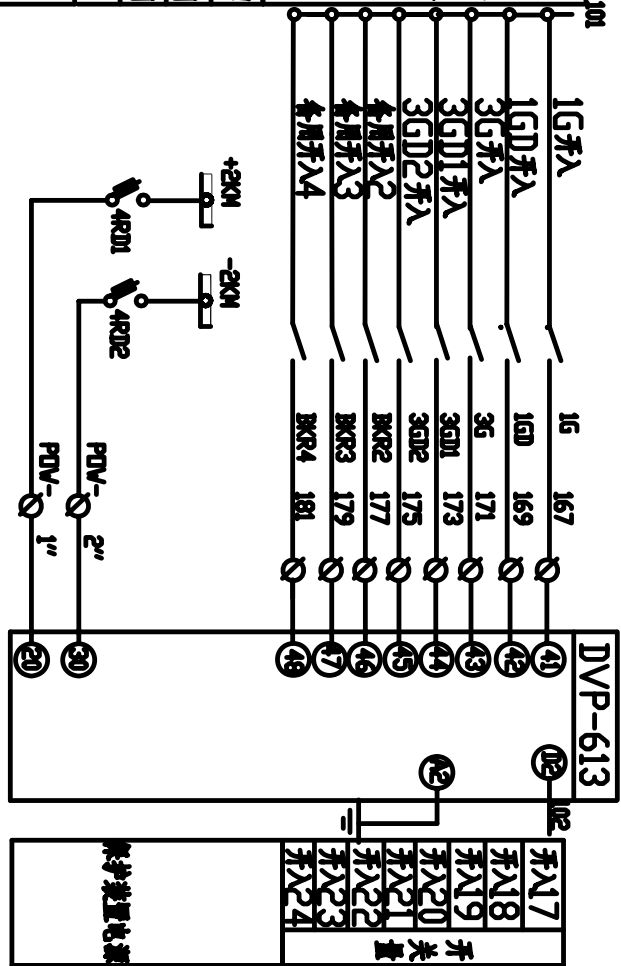 101
1G开入 1G 167 41 开入17
1GD开入 1GD 169 42 开入18
3G开入 3G 171 43 开入19
3GD1开入 3GD1 173 44 开入20
3GD2开入 3GD2 175 45 开入21
备用开入2 BKR2 177 46 开入22
备用开入3 BKR3 179 47 开入23
备用开入4 BKR4 181 48 开入24
DVP-613
D2 102
A2
开关量
-2KM 4RD2 POW- 2" 30
+2KM 4RD1 POW- 1" 20
保护装置电源